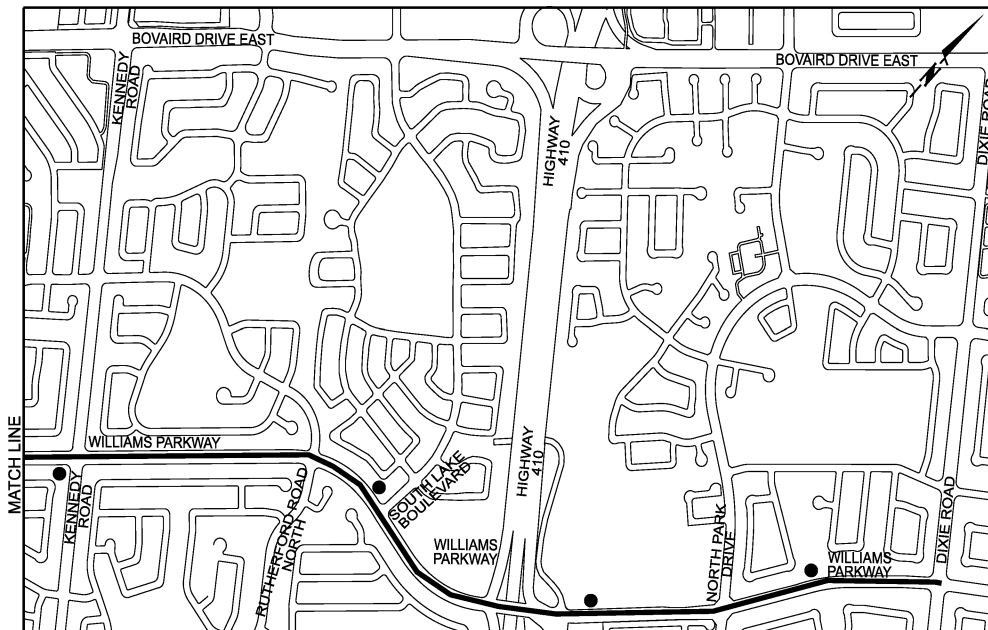 BOVAIRD DRIVE EAST
BOVAIRD DRIVE EAST
N
KENNEDY
ROAD
DIXIE ROAD
HIGHWAY
410
MATCH LINE
WILLIAMS PARKWAY
HIGHWAY
410
KENNEDY
ROAD
SOUTH LAKE
BOULEVARD
RUTHERFORD ROAD
NORTH
WILLIAMS
PARKWAY
NORTH PARK
DRIVE
WILLIAMS
PARKWAY
DIXIE ROAD